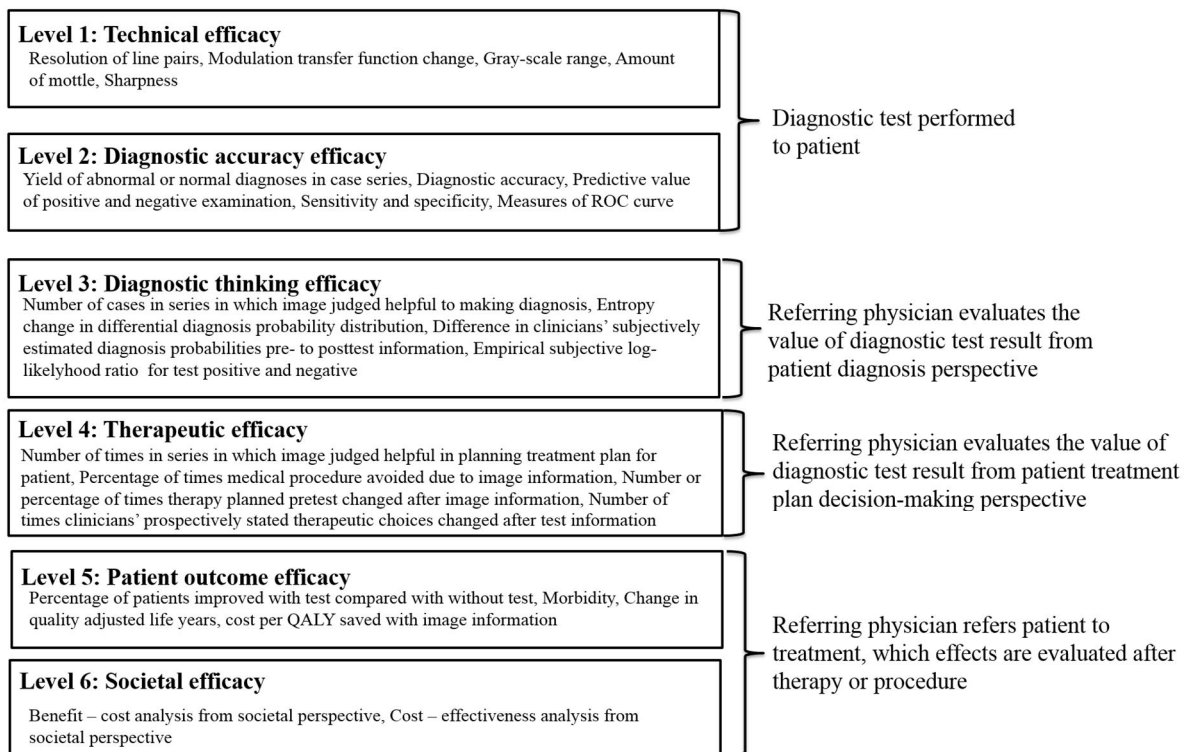 Level 1: Technical efficacy
Resolution of line pairs, Modulation transfer function change, Gray-scale range, Amount
of mottle, Sharpness
Diagnostic test performed
to patient
Level 2: Diagnostic accuracy efficacy
Yield of abnormal or normal diagnoses in case series, Diagnostic accuracy, Predictive value
of positive and negative examination, Sensitivity and specificity, Measures of ROC curve
Level 3: Diagnostic thinking efficacy
Number of cases in series in which image judged helpful to making diagnosis, Entropy
change in differential diagnosis probability distribution, Difference in clinicians’ subjectively
estimated diagnosis probabilities pre- to posttest information, Empirical subjective log-
likelyhood ratio for test positive and negative
Referring physician evaluates the
value of diagnostic test result from
patient diagnosis perspective
Level 4: Therapeutic efficacy
Number of times in series in which image judged helpful in planning treatment plan for
patient, Percentage of times medical procedure avoided due to image information, Number or
percentage of times therapy planned pretest changed after image information, Number of
times clinicians’ prospectively stated therapeutic choices changed after test information
Referring physician evaluates the value of
diagnostic test result from patient treatment
plan decision-making perspective
Level 5: Patient outcome efficacy
Percentage of patients improved with test compared with without test, Morbidity, Change in
quality adjusted life years, cost per QALY saved with image information
Referring physician refers patient to
treatment, which effects are evaluated after
therapy or procedure
Level 6: Societal efficacy
Benefit – cost analysis from societal perspective, Cost – effectiveness analysis from
societal perspective